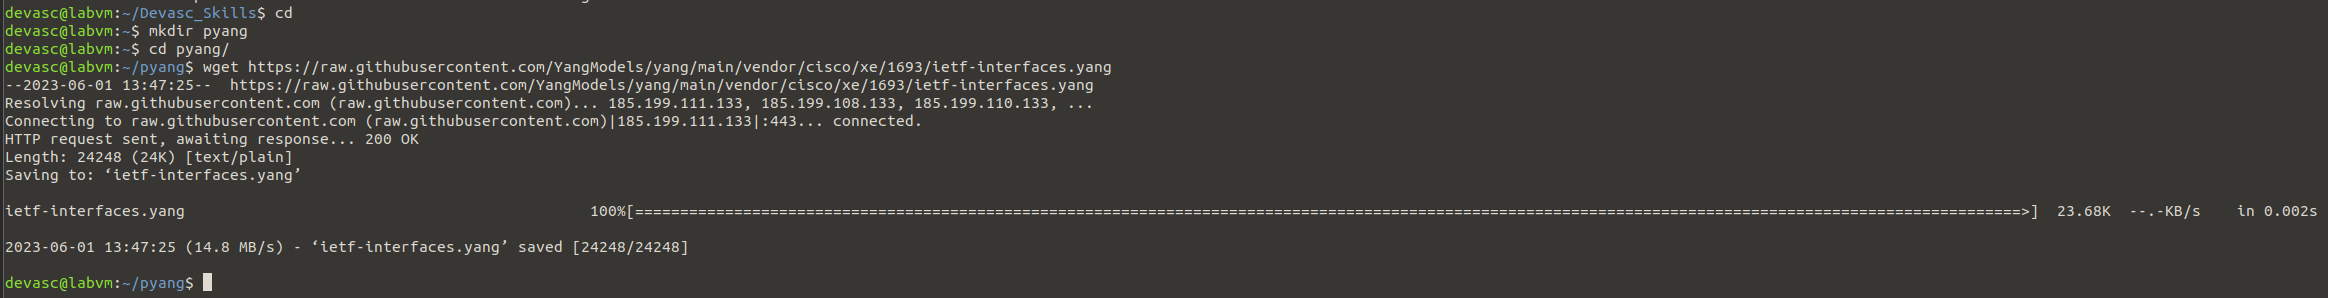 devasc@labvm:~/Devasc_Skills$ cd
devasc@labvm:~$ mkdir pyang
devasc@labvm:~$ cd pyang/
devasc@labvm:~/pyang$ wget https://raw.githubusercontent.com/YangModels/yang/main/vendor/cisco/xe/1693/ietf-interfaces.yang
--2023-06-01 13:47:25--  https://raw.githubusercontent.com/YangModels/yang/main/vendor/cisco/xe/1693/ietf-interfaces.yang
Resolving raw.githubusercontent.com (raw.githubusercontent.com)... 185.199.111.133, 185.199.108.133, 185.199.110.133, ...
Connecting to raw.githubusercontent.com (raw.githubusercontent.com)|185.199.111.133|:443... connected.
HTTP request sent, awaiting response... 200 OK
Length: 24248 (24K) [text/plain]
Saving to: ‘ietf-interfaces.yang’
ietf-interfaces.yang 100%[==========================================================================================================================================================>] 23.68K --.-KB/s in 0.002s
2023-06-01 13:47:25 (14.8 MB/s) - ‘ietf-interfaces.yang’ saved [24248/24248]
devasc@labvm:~/pyang$